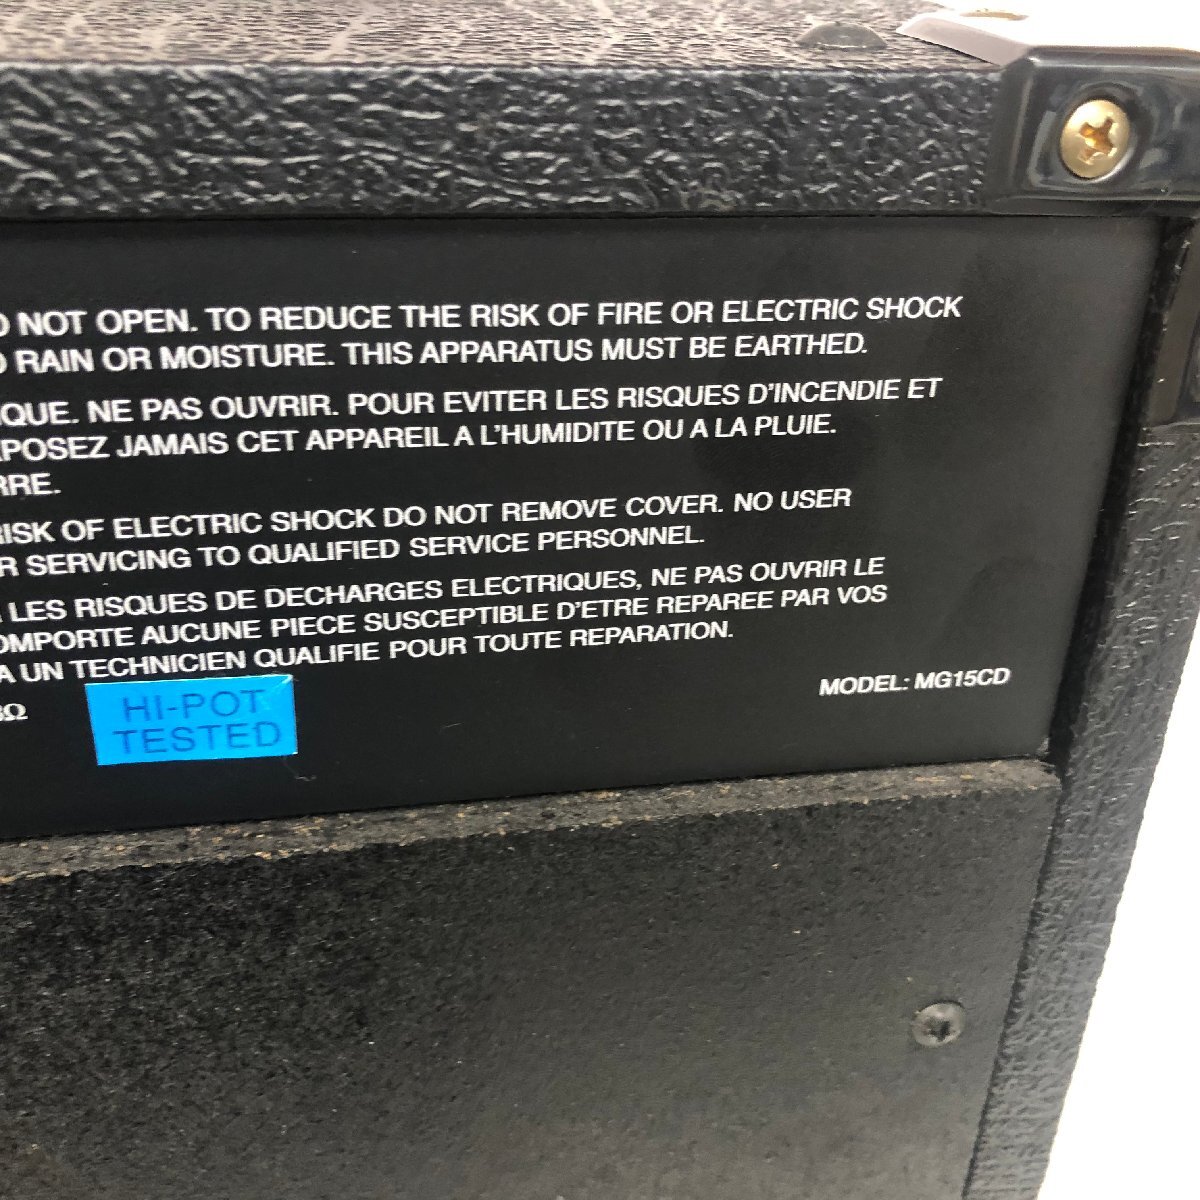 NOT OPEN. TO REDUCE THE RISK OF FIRE OR ELECTRIC SHOCK
RAIN OR MOISTURE. THIS APPARATUS MUST BE EARTHED.
IQUE. NE PAS OUVRIR. POUR EVITER LES RISQUES D'INCENDIE ET
POSEZ JAMAIS CET APPAREIL A L'HUMIDITE OU A LA PLUIE.
RRE.
RISK OF ELECTRIC SHOCK DO NOT REMOVE COVER. NO USER
R SERVICING TO QUALIFIED SERVICE PERSONNEL.
LES RISQUES DE DECHARGES ELECTRIQUES, NE PAS OUVRIR LE
OMPORTE AUCUNE PIECE SUSCEPTIBLE D'ETRE REPAREE PAR VOS
A UN TECHNICIEN QUALIFIE POUR TOUTE REPARATION.
8Ω
HI-POT
TESTED
MODEL: MG15CD